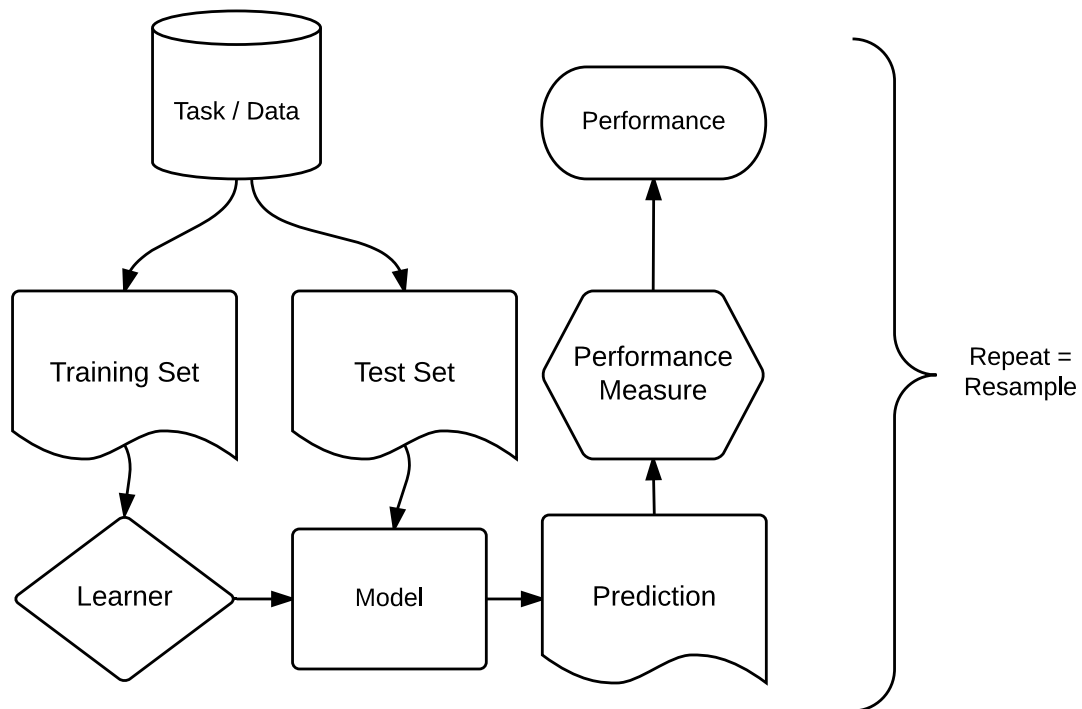 Task / Data
Performance
Training Set
Test Set
Performance
Measure
Repeat =
Resample
Learner
Model
Prediction